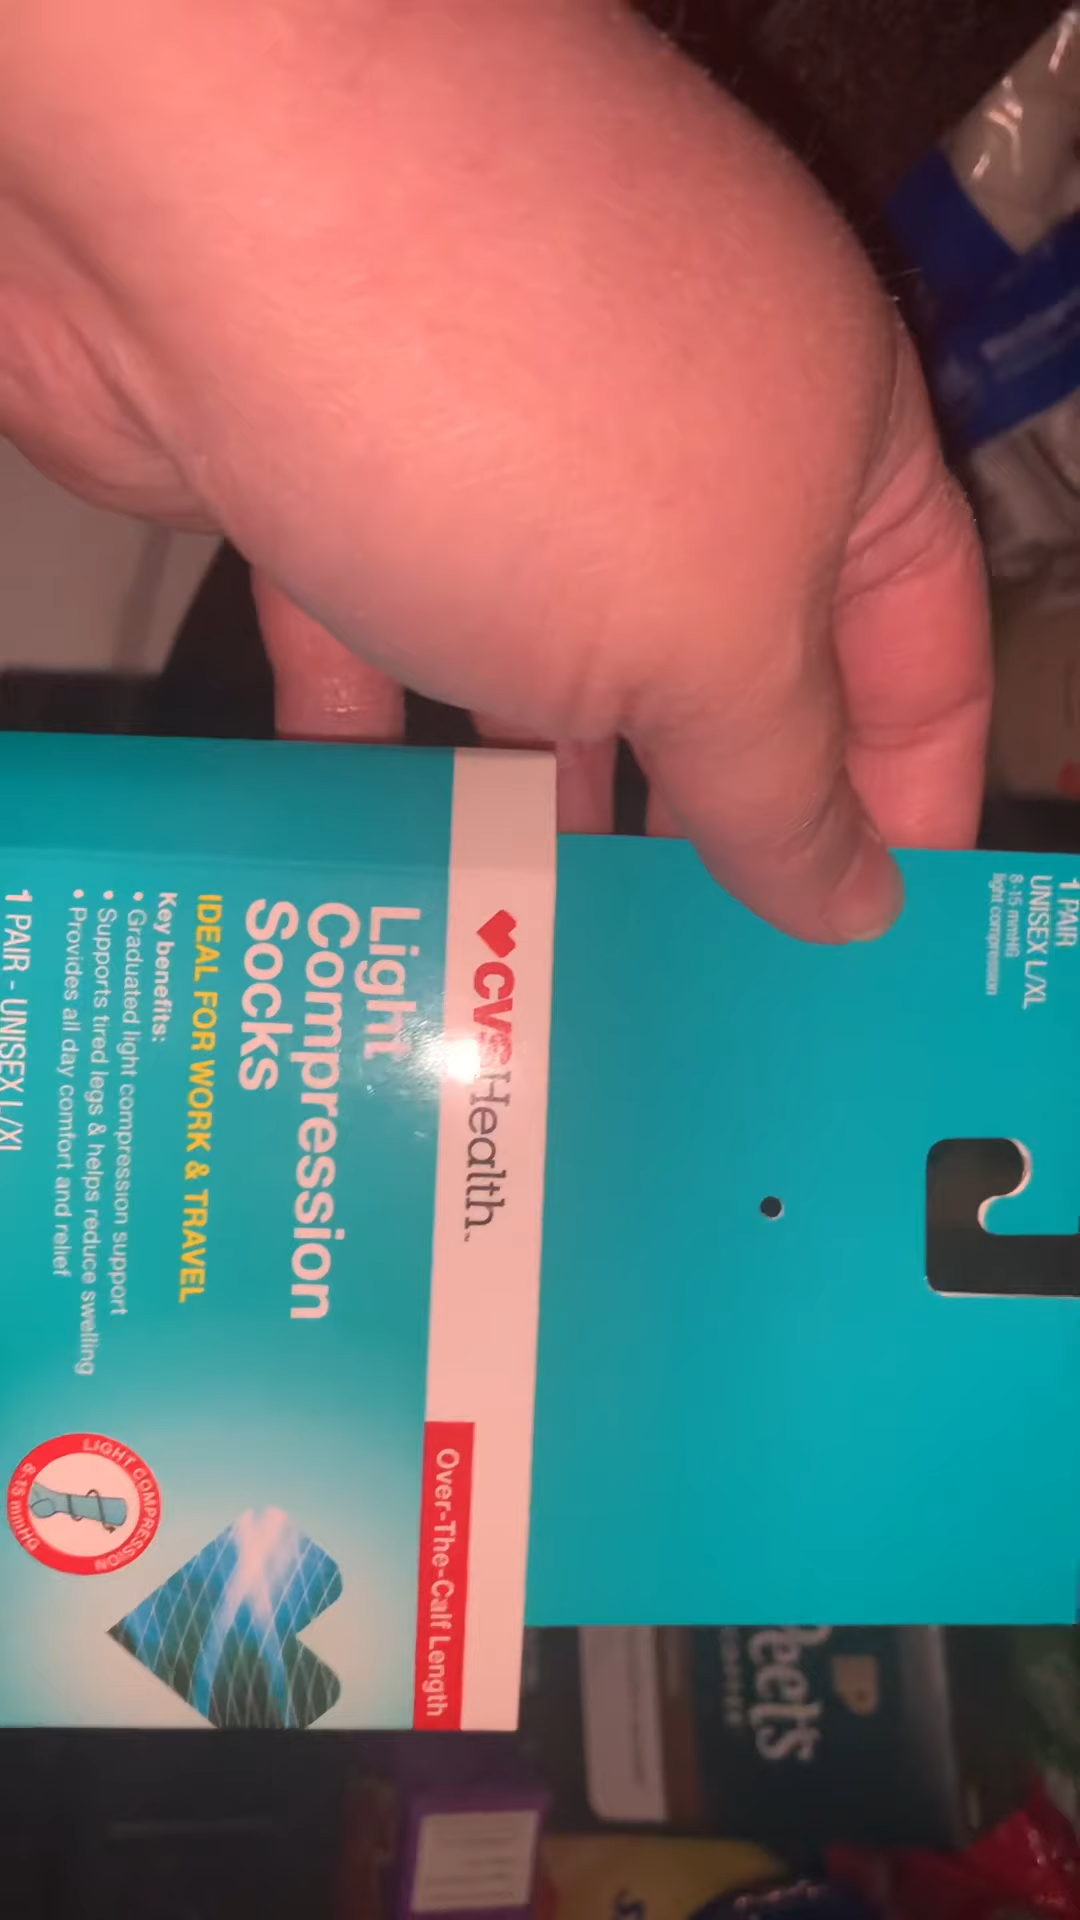 1 PAIR
UNISEX L/XL
8-15 mmHG
light compression
CVSHealth™
Over-The-Calf Length
Light
Compression
Socks
IDEAL FOR WORK & TRAVEL
Key benefits:
• Graduated light compression support
• Supports tired legs & helps reduce swelling
• Provides all day comfort and relief
LIGHT COMPRESSION
8-15 mmHG
1 PAIR - UNISEX L/XL
eet's